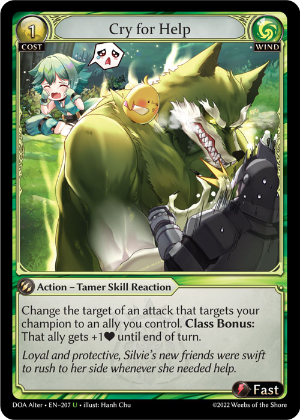 1
Cry for Help
COST
WIND
Action – Tamer Skill Reaction
Change the target of an attack that targets your
champion to an ally you control. Class Bonus:
That ally gets +1♥ until end of turn.
Loyal and protective, Silvie's new friends were swift
to rush to her side whenever she needed help.
Fast
DOA Alter • EN–207 U • illust: Hanh Chu
©2022 Weebs of the Shore